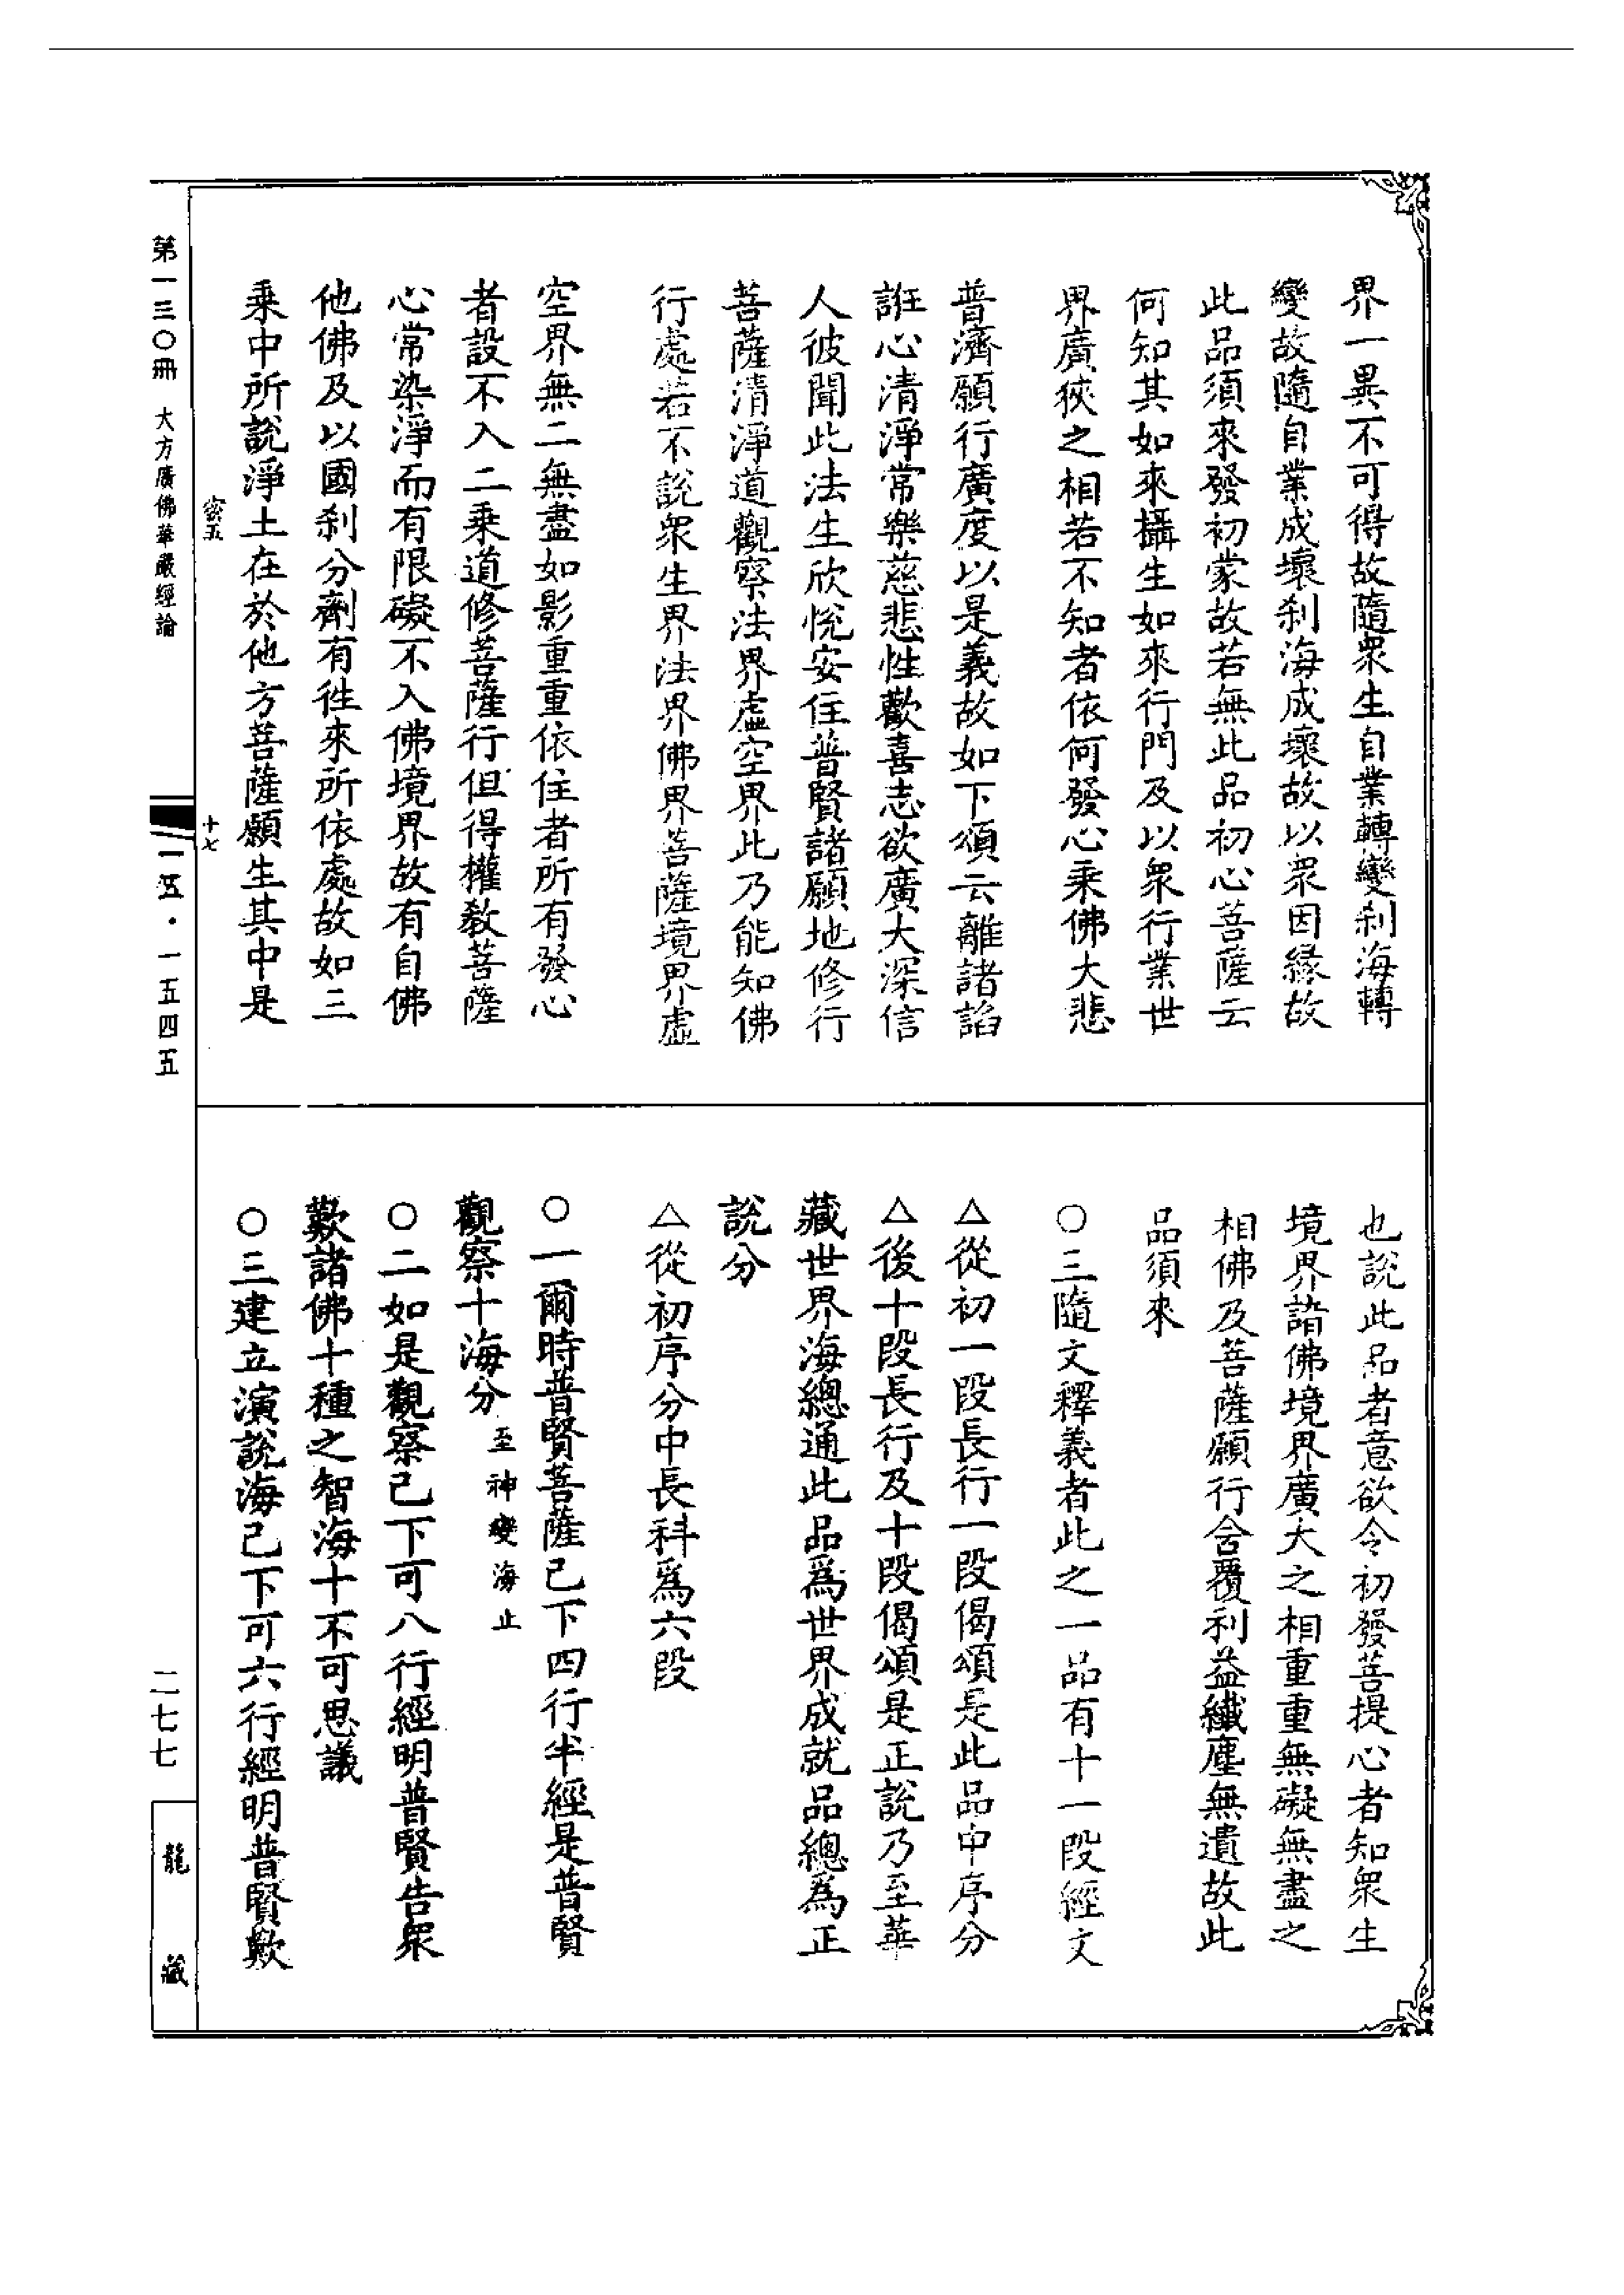 界一異不可得故隨衆生自業轉變刹海轉
變故隨自業成壞刹海成壞故以衆因緣故
此品須來發初蒙故若無此品初心菩薩云
何知其如來攝生如來行門及以衆行業世
界廣狹之相若不知者依何發心乘佛大悲
普濟願行廣度以是義故如下頌云離諸諂
誑心清淨常樂慈悲性歡喜志欲廣大深信
人彼聞此法生欣悅安住普賢諸願地修行
菩薩清淨道觀察法界虛空界此乃能知佛
行處若不說衆生界法界佛界菩薩境界虛
空界無二無盡如影重重依住者所有發心
者設不入二乘道修菩薩行但得權教菩薩
心常染淨而有限礙不入佛境界故有自佛
他佛及以國刹分劑有徃來所依處故如三
乘中所說淨土在於他方菩薩願生其中是
也說此品者意欲令初發菩提心者知衆生
境界諸佛境界廣大之相重重無礙無盡之
相佛及菩薩願行含覆利益纖塵無遺故此
品須來
○三隨文釋義者此之一品有十一段經文
△從初一段長行一段偈頌是此品中序分
△後十段長行及十段偈頌是正說乃至華
藏世界海總通此品爲世界成就品總爲正
說分
△從初序分中長科爲六段
○一爾時普賢菩薩已下四行半經是普賢
觀察十海分至神變海止
○二如是觀察已下可八行經明普賢告衆
歎諸佛十種之智海十不可思議
○三建立演說海已下可六行經明普賢歎
十七
第一三〇冊 大方廣佛華嚴經論
一五·一五四五
二七七
龍藏